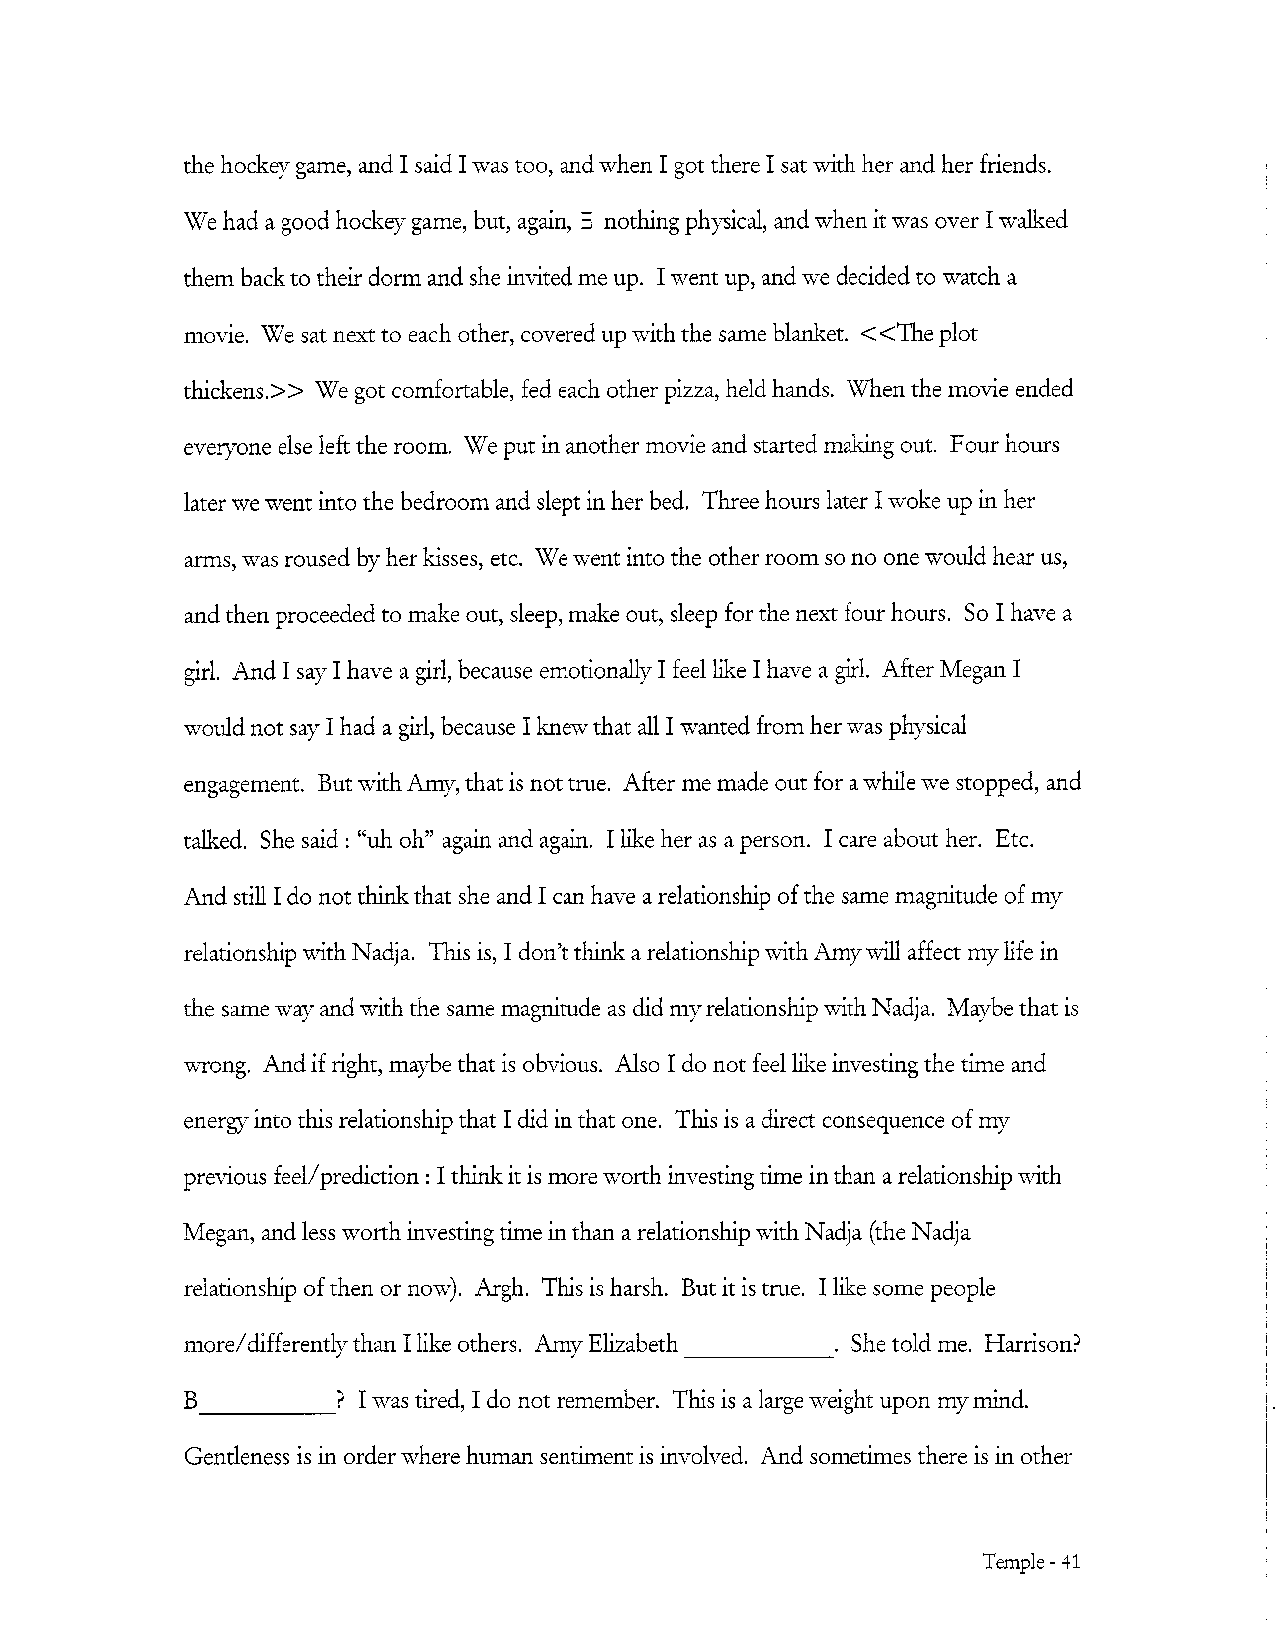 the hockey game, and I said I was too, and when I got there I sat with her and her friends.
We had a good hockey game, but, again, Ξ nothing physical, and when it was over I walked
them back to their dorm and she invited me up. I went up, and we decided to watch a
movie. We sat next to each other, covered up with the same blanket. <<The plot
thickens.>> We got comfortable, fed each other pizza, held hands. When the movie ended
everyone else left the room. We put in another movie and started making out. Four hours
later we went into the bedroom and slept in her bed. Three hours later I woke up in her
arms, was roused by her kisses, etc. We went into the other room so no one would hear us,
and then proceeded to make out, sleep, make out, sleep for the next four hours. So I have a
girl. And I say I have a girl, because emotionally I feel like I have a girl. After Megan I
would not say I had a girl, because I knew that all I wanted from her was physical
engagement. But with Amy, that is not true. After me made out for a while we stopped, and
talked. She said : “uh oh” again and again. I like her as a person. I care about her. Etc.
And still I do not think that she and I can have a relationship of the same magnitude of my
relationship with Nadja. This is, I don’t think a relationship with Amy will affect my life in
the same way and with the same magnitude as did my relationship with Nadja. Maybe that is
wrong. And if right, maybe that is obvious. Also I do not feel like investing the time and
energy into this relationship that I did in that one. This is a direct consequence of my
previous feel/prediction : I think it is more worth investing time in than a relationship with
Megan, and less worth investing time in than a relationship with Nadja (the Nadja
relationship of then or now). Argh. This is harsh. But it is true. I like some people
more/differently than I like others. Amy Elizabeth ____________. She told me. Harrison?
B___________? I was tired, I do not remember. This is a large weight upon my mind.
Gentleness is in order where human sentiment is involved. And sometimes there is in other
Temple - 41